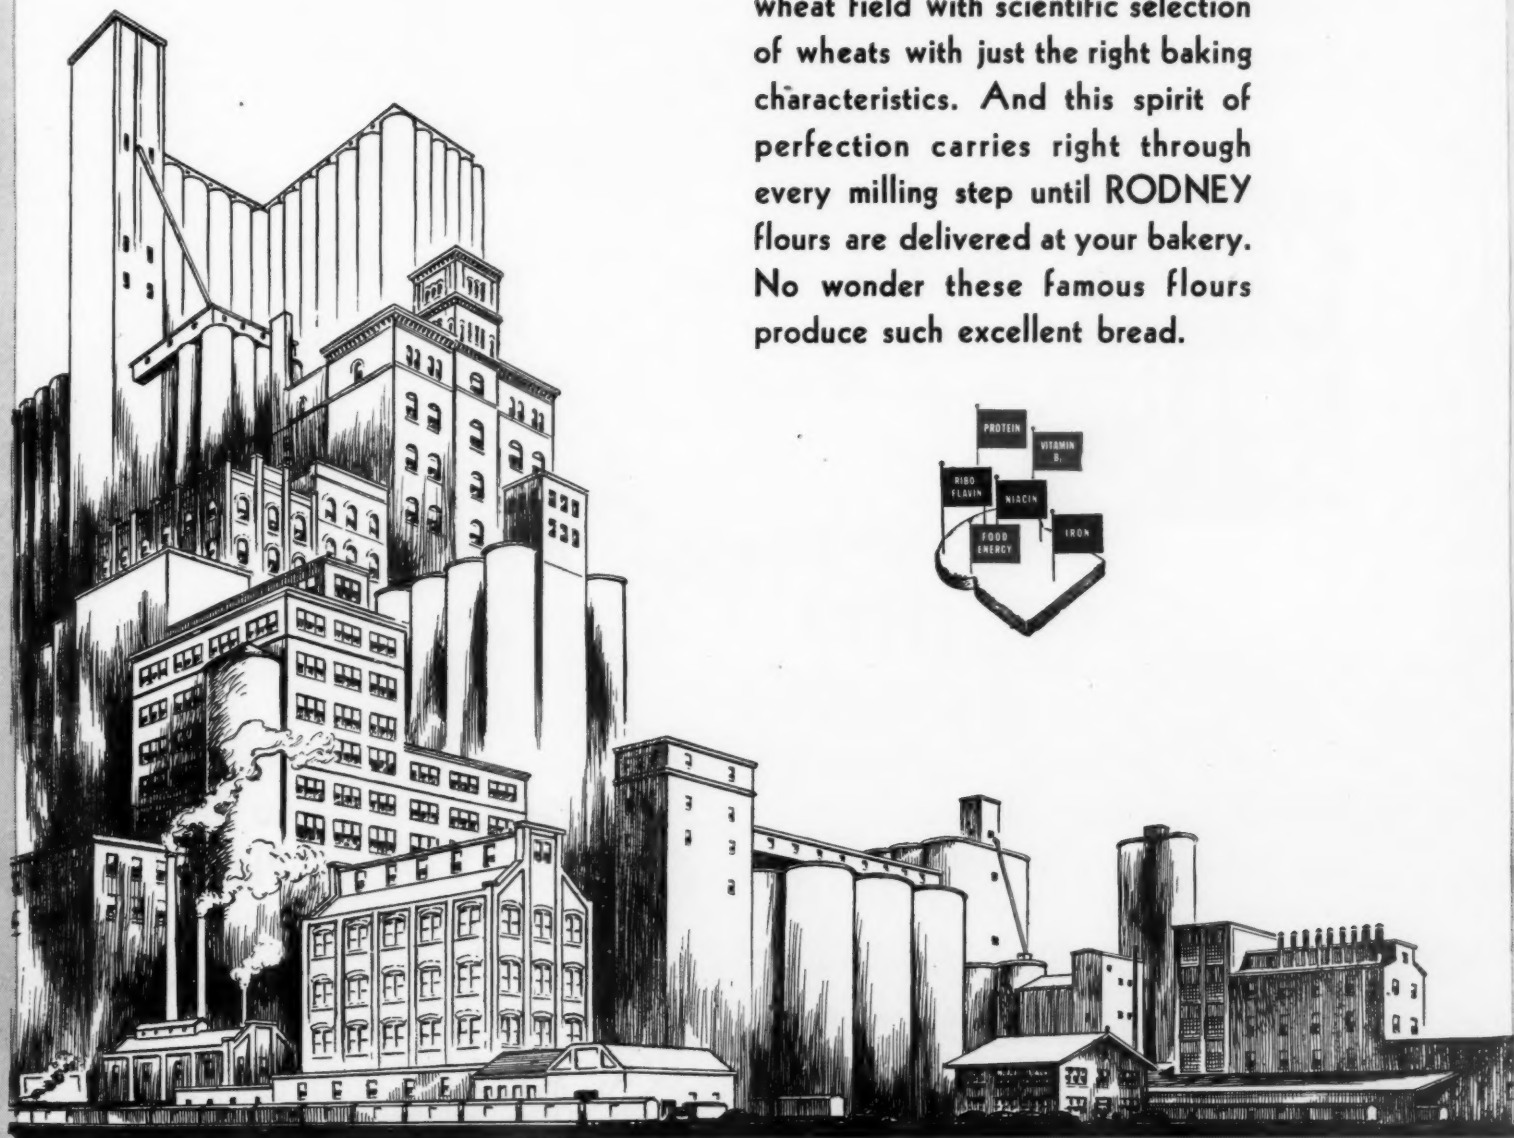 wheat field with scientific selection
of wheats with just the right baking
characteristics. And this spirit of
perfection carries right through
every milling step until RODNEY
flours are delivered at your bakery.
No wonder these famous flours
produce such excellent bread.
PROTEIN
VITAMIN
B₁
RIBO
FLAVIN
NIACIN
FOOD
ENERGY
IRON